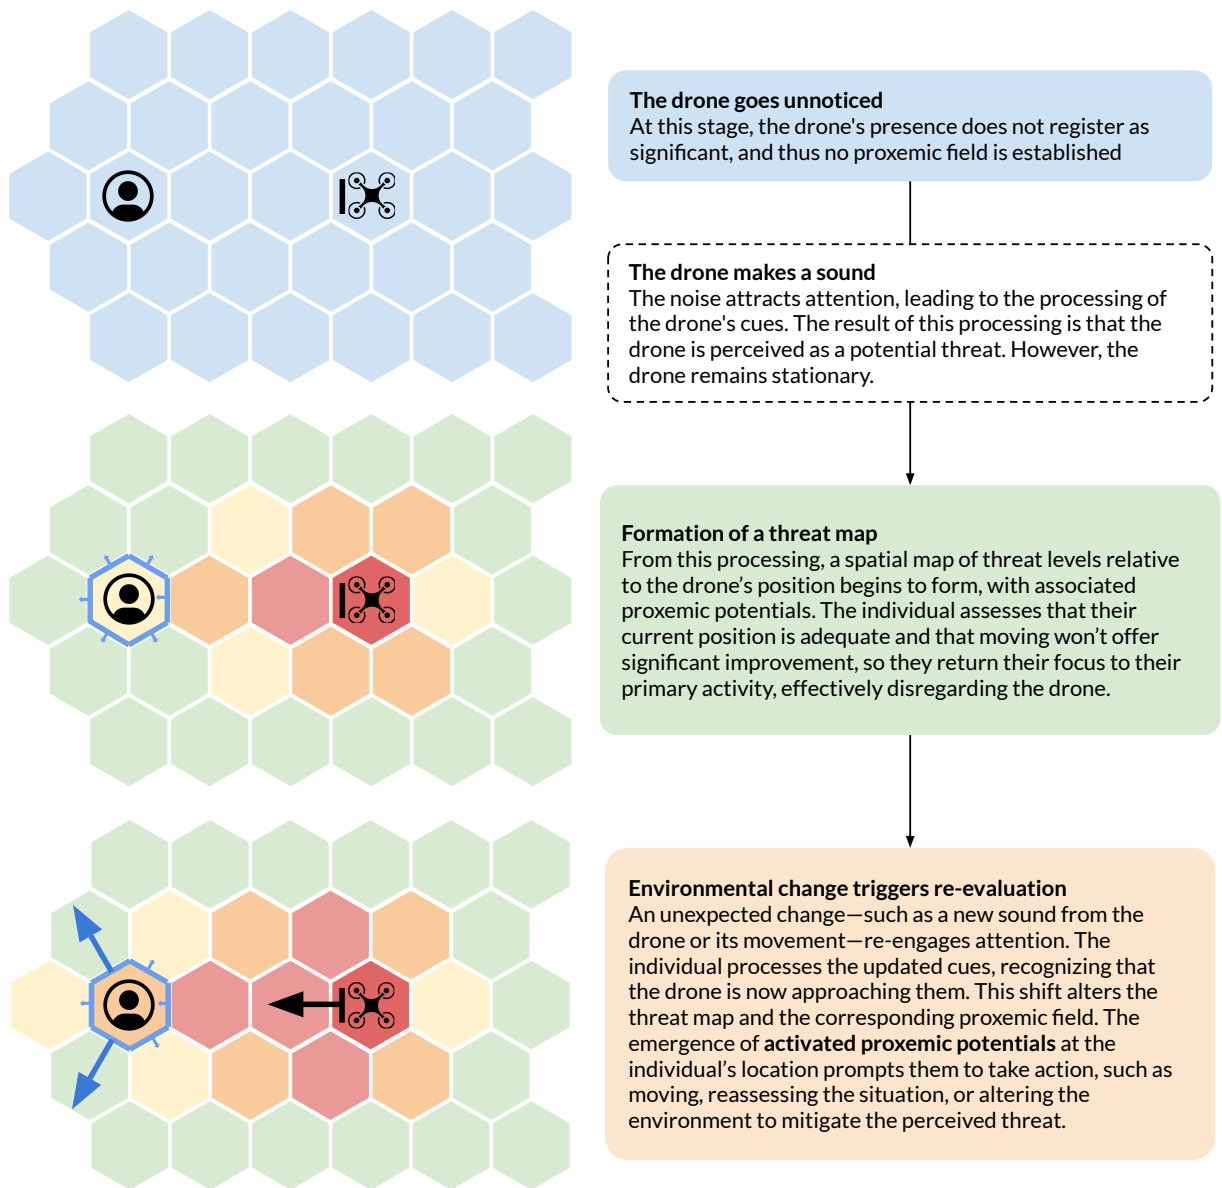 The drone goes unnoticed
At this stage, the drone's presence does not register as
significant, and thus no proxemic field is established
The drone makes a sound
The noise attracts attention, leading to the processing of
the drone's cues. The result of this processing is that the
drone is perceived as a potential threat. However, the
drone remains stationary.
Formation of a threat map
From this processing, a spatial map of threat levels relative
to the drone’s position begins to form, with associated
proxemic potentials. The individual assesses that their
current position is adequate and that moving won’t offer
significant improvement, so they return their focus to their
primary activity, effectively disregarding the drone.
Environmental change triggers re-evaluation
An unexpected change—such as a new sound from the
drone or its movement—re-engages attention. The
individual processes the updated cues, recognizing that
the drone is now approaching them. This shift alters the
threat map and the corresponding proxemic field. The
emergence of activated proxemic potentials at the
individual’s location prompts them to take action, such as
moving, reassessing the situation, or altering the
environment to mitigate the perceived threat.